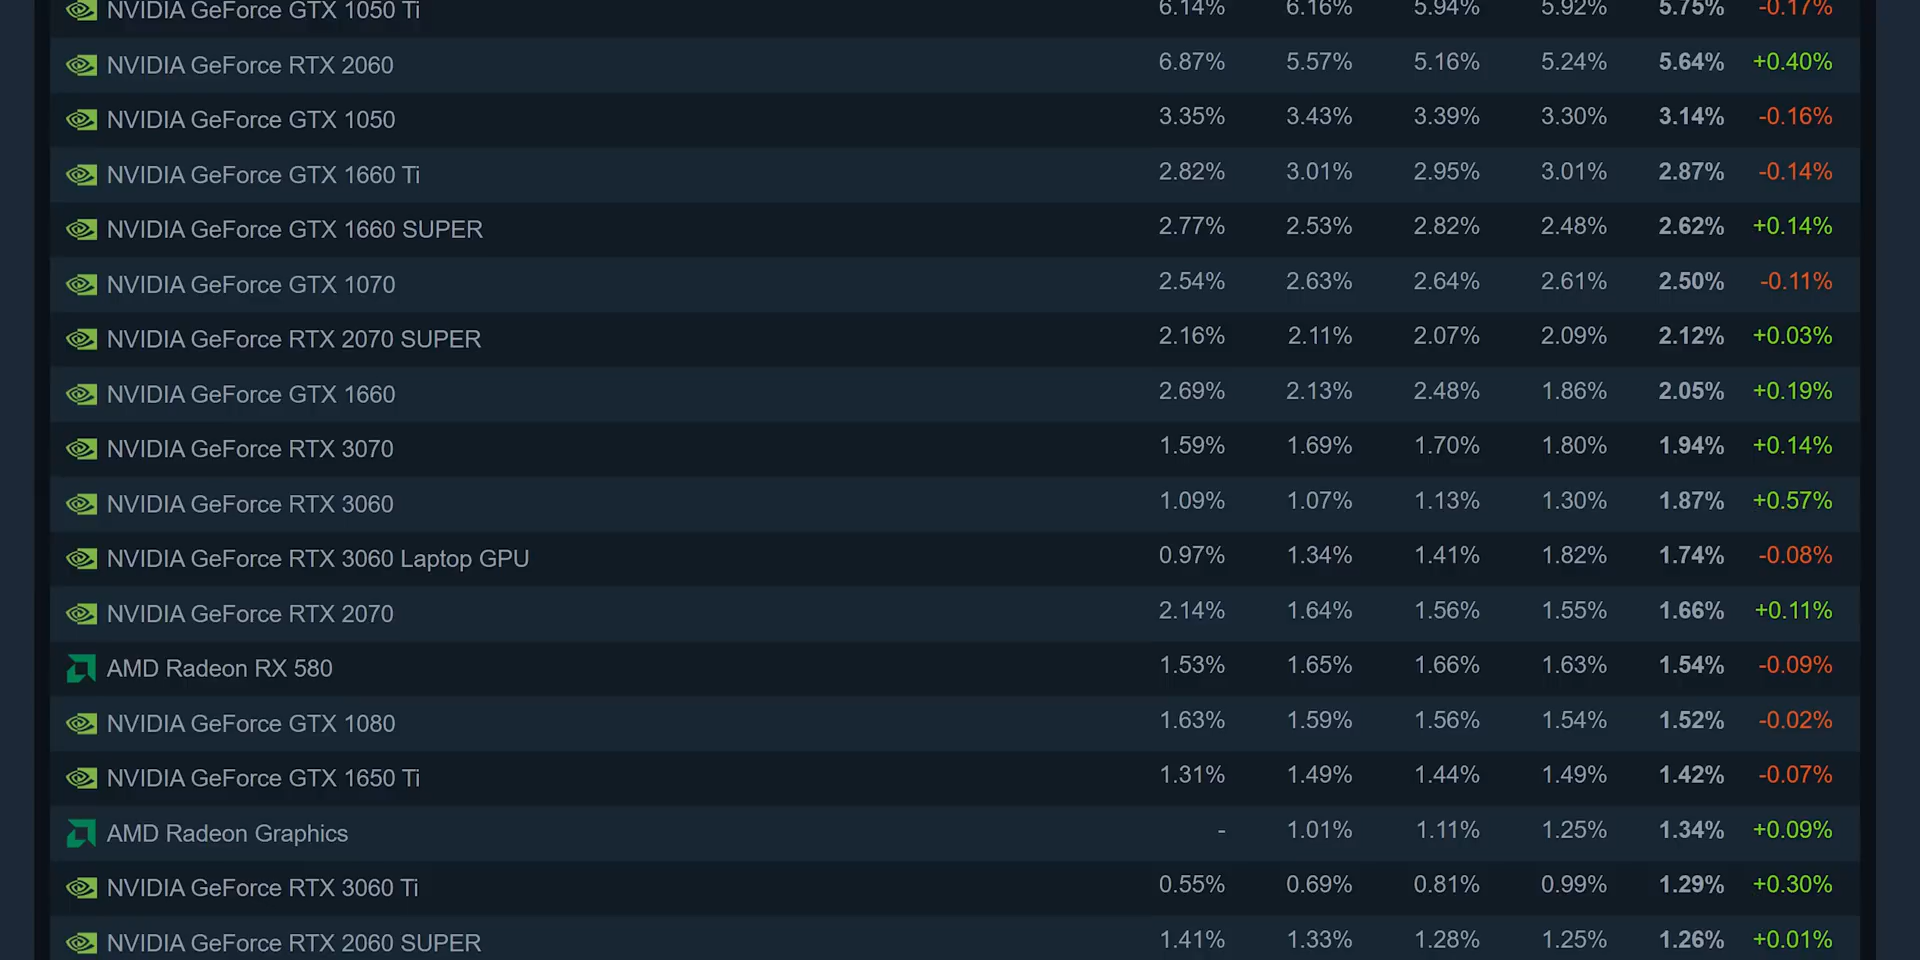 NVIDIA GeForce GTX 1050 Ti 6.14% 6.16% 5.94% 5.92% 5.75% -0.17%
NVIDIA GeForce RTX 2060 6.87% 5.57% 5.16% 5.24% 5.64% +0.40%
NVIDIA GeForce GTX 1050 3.35% 3.43% 3.39% 3.30% 3.14% -0.16%
NVIDIA GeForce GTX 1660 Ti 2.82% 3.01% 2.95% 3.01% 2.87% -0.14%
NVIDIA GeForce GTX 1660 SUPER 2.77% 2.53% 2.82% 2.48% 2.62% +0.14%
NVIDIA GeForce GTX 1070 2.54% 2.63% 2.64% 2.61% 2.50% -0.11%
NVIDIA GeForce RTX 2070 SUPER 2.16% 2.11% 2.07% 2.09% 2.12% +0.03%
NVIDIA GeForce GTX 1660 2.69% 2.13% 2.48% 1.86% 2.05% +0.19%
NVIDIA GeForce RTX 3070 1.59% 1.69% 1.70% 1.80% 1.94% +0.14%
NVIDIA GeForce RTX 3060 1.09% 1.07% 1.13% 1.30% 1.87% +0.57%
NVIDIA GeForce RTX 3060 Laptop GPU 0.97% 1.34% 1.41% 1.82% 1.74% -0.08%
NVIDIA GeForce RTX 2070 2.14% 1.64% 1.56% 1.55% 1.66% +0.11%
AMD Radeon RX 580 1.53% 1.65% 1.66% 1.63% 1.54% -0.09%
NVIDIA GeForce GTX 1080 1.63% 1.59% 1.56% 1.54% 1.52% -0.02%
NVIDIA GeForce GTX 1650 Ti 1.31% 1.49% 1.44% 1.49% 1.42% -0.07%
AMD Radeon Graphics - 1.01% 1.11% 1.25% 1.34% +0.09%
NVIDIA GeForce RTX 3060 Ti 0.55% 0.69% 0.81% 0.99% 1.29% +0.30%
NVIDIA GeForce RTX 2060 SUPER 1.41% 1.33% 1.28% 1.25% 1.26% +0.01%